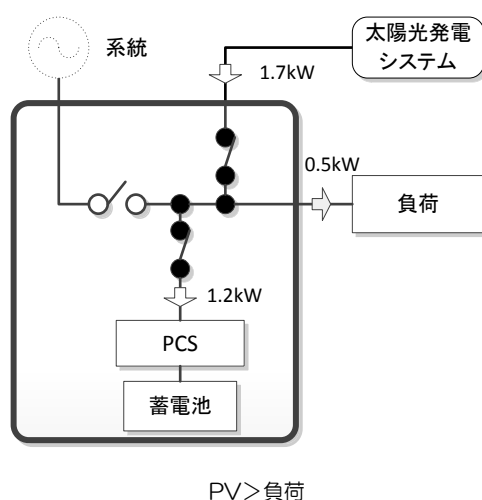 系統
太陽光発電
システム
1.7kW
0.5kW
負荷
1.2kW
PCS
蓄電池
PV＞負荷